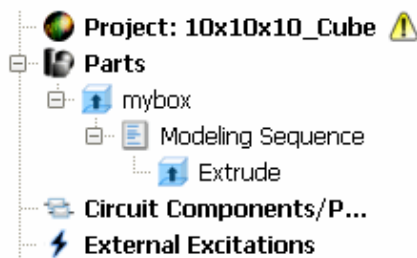 Project: 10x10x10_Cube
Parts
mybox
Modeling Sequence
Extrude
Circuit Components/P...
External Excitations